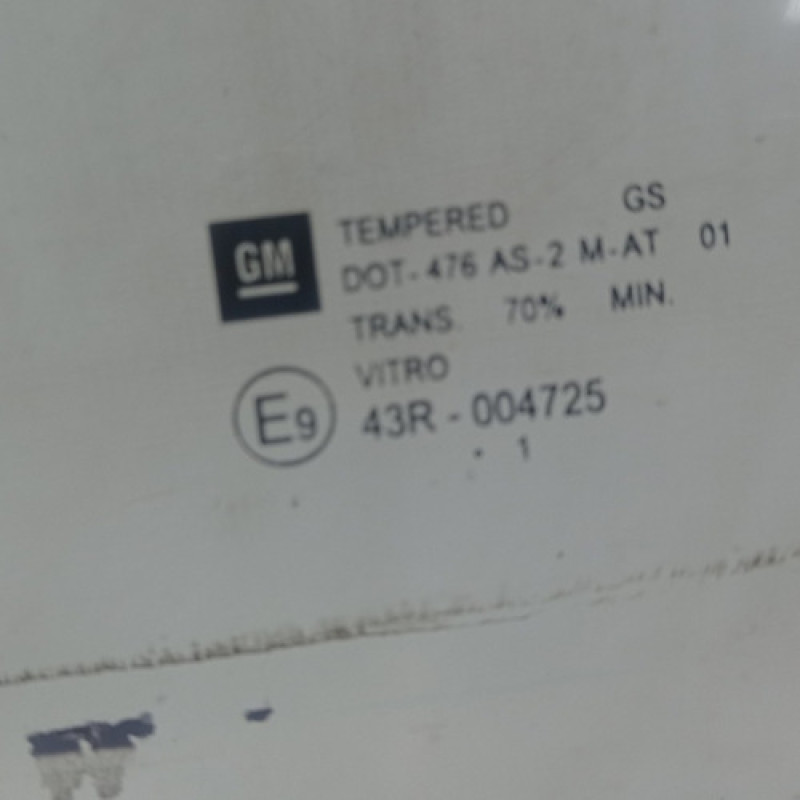 GM
TEMPERED GS
DOT-476 AS-2 M-AT 01
TRANS. 70% MIN.
VITRO
E9 43R - 004725
. 1